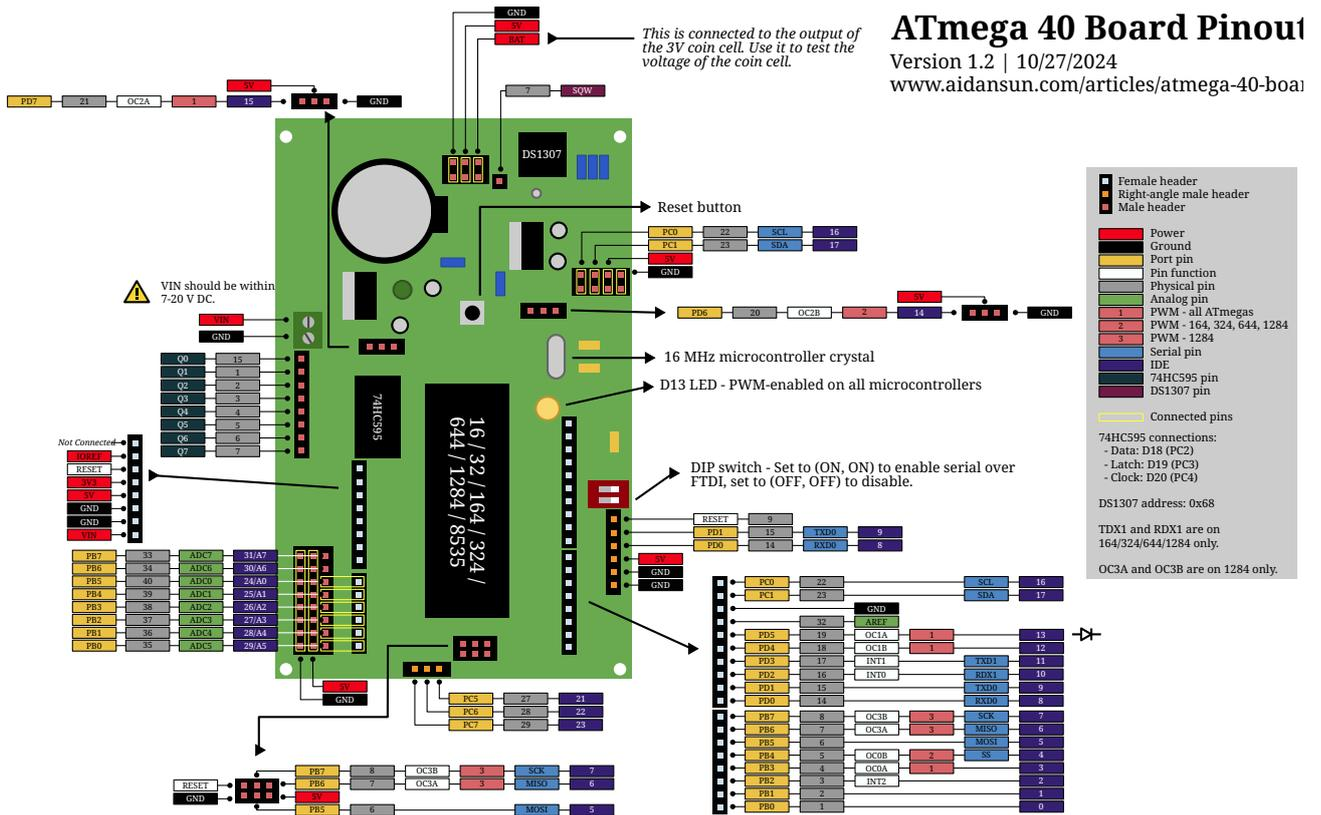 GND
5V
BAT
This is connected to the output of
the 3V coin cell. Use it to test the
voltage of the coin cell.
ATmega 40 Board Pinout
Version 1.2 | 10/27/2024
www.aidansun.com/articles/atmega-40-boar
7 SQW
5V
PD7 21 OC2A 1 15 GND
DS1307
Reset button
PC0 22 SCL 16
PC1 23 SDA 17
5V
GND
VIN should be within
7-20 V DC.
VIN
GND
5V
PD6 20 OC2B 2 14 GND
16 MHz microcontroller crystal
D13 LED - PWM-enabled on all microcontrollers
Q0 15
Q1 1
Q2 2
Q3 3
Q4 4
Q5 5
Q6 6
Q7 7
74HC595
16 / 32 / 164 / 324 /
644 / 1284 / 8535
Not Connected
IOREF
RESET
3V3
5V
GND
GND
VIN
DIP switch - Set to (ON, ON) to enable serial over
FTDI, set to (OFF, OFF) to disable.
RESET 9
PD1 15 TXD0 9
PD0 14 RXD0 8
5V
GND
GND
PB7 33 ADC7 31/A7
PB6 34 ADC6 30/A6
PB5 40 ADC0 24/A0
PB4 39 ADC1 25/A1
PB3 38 ADC2 26/A2
PB2 37 ADC3 27/A3
PB1 36 ADC4 28/A4
PB0 35 ADC5 29/A5
5V
GND
PC5 27 21
PC6 28 22
PC7 29 23
PC0 22 SCL 16
PC1 23 SDA 17
GND
32 AREF
PD5 19 OC1A 1 13
PD4 18 OC1B 1 12
PD3 17 INT1 TXD1 11
PD2 16 INT0 RDX1 10
PD1 15 TXD0 9
PD0 14 RXD0 8
PB7 8 OC3B 3 SCK 7
PB6 7 OC3A 3 MISO 6
PB5 6 MOSI 5
PB4 5 OC0B 2 SS 4
PB3 4 OC0A 1 3
PB2 3 INT2 2
PB1 2 1
PB0 1 0
RESET
GND
PB7 8 OC3B 3 SCK 7
PB6 7 OC3A 3 MISO 6
5V
PB5 6 MOSI 5
Female header
Right-angle male header
Male header
Power
Ground
Port pin
Pin function
Physical pin
Analog pin
1 PWM - all ATmegas
2 PWM - 164, 324, 644, 1284
3 PWM - 1284
Serial pin
IDE
74HC595 pin
DS1307 pin
Connected pins
74HC595 connections:
- Data: D18 (PC2)
- Latch: D19 (PC3)
- Clock: D20 (PC4)
DS1307 address: 0x68
TDX1 and RDX1 are on
164/324/644/1284 only.
OC3A and OC3B are on 1284 only.